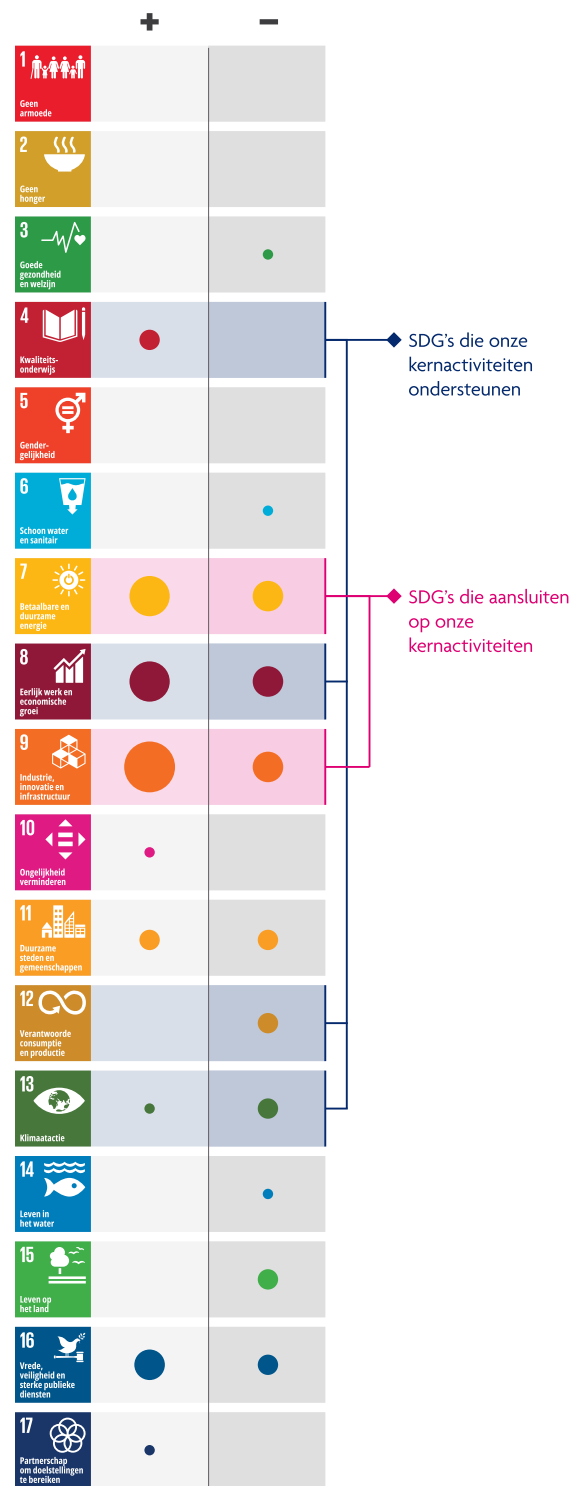 + −
1
Geen
armoede
2
Geen
honger
3
Goede
gezondheid
en welzijn
4
Kwaliteits-
onderwijs
SDG’s die onze
kernactiviteiten
ondersteunen
5
Gender-
gelijkheid
6
Schoon water
en sanitair
7
Betaalbare en
duurzame
energie
SDG’s die aansluiten
op onze
kernactiviteiten
8
Eerlijk werk en
economische
groei
9
Industrie,
innovatie en
infrastructuur
10
Ongelijkheid
verminderen
11
Duurzame
steden en
gemeenschappen
12
Verantwoorde
consumptie
en productie
13
Klimaatactie
14
Leven in
het water
15
Leven op
het land
16
Vrede,
veiligheid en
sterke publieke
diensten
17
Partnerschap
om doelstellingen
te bereiken